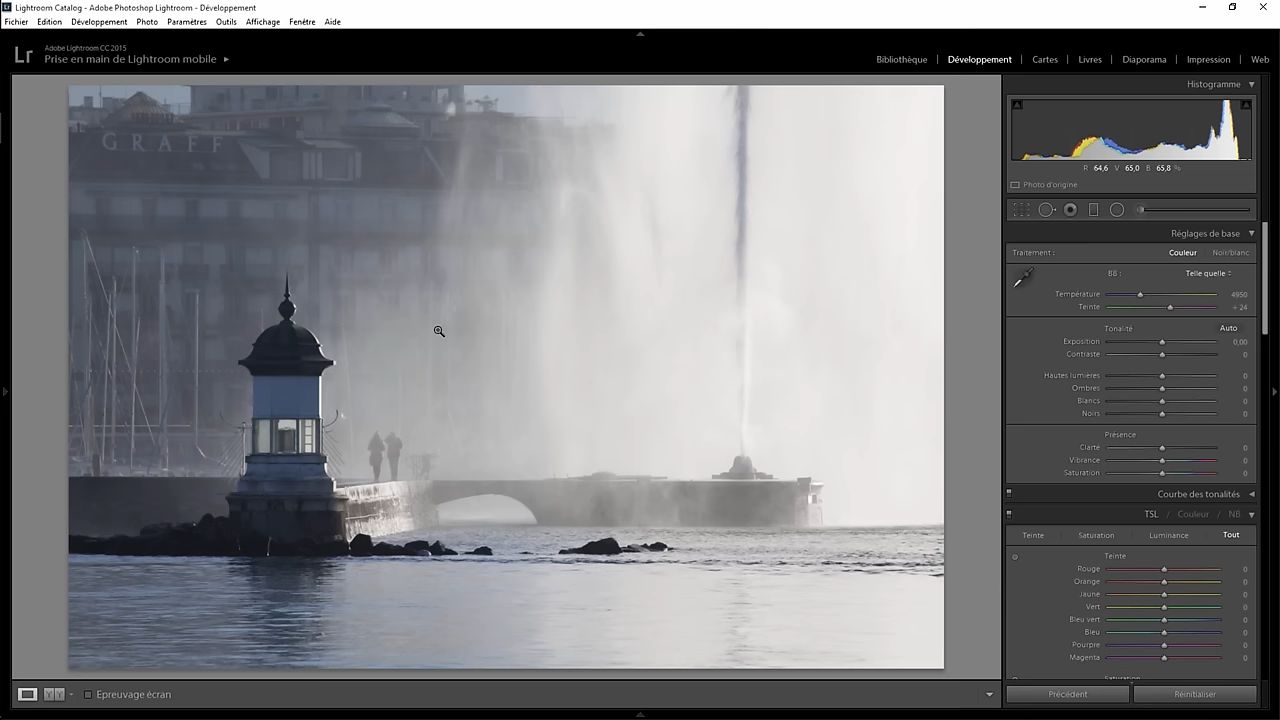 Lightroom Catalog - Adobe Photoshop Lightroom - Développement
Fichier Edition Développement Photo Paramètres Outils Affichage Fenêtre Aide
Lr
Adobe Lightroom CC 2015
Prise en main de Lightroom mobile
Bibliothèque | Développement | Cartes | Livres | Diaporama | Impression | Web
GRAFF
Histogramme
R 64,6 V 65,0 B 65,8 %
Photo d'origine
Réglages de base
Traitement : Couleur Noir/blanc
BB : Telle quelle
Température 4950
Teinte + 24
Tonalité Auto
Exposition 0,00
Contraste 0
Hautes lumières 0
Ombres 0
Blancs 0
Noirs 0
Présence
Clarté 0
Vibrance 0
Saturation 0
Courbe des tonalités
TSL / Couleur / NB
Teinte Saturation Luminance Tout
Teinte
Rouge 0
Orange 0
Jaune 0
Vert 0
Bleu vert 0
Bleu 0
Pourpre 0
Magenta 0
Saturation
Epreuvage écran
Précédent Réinitialiser